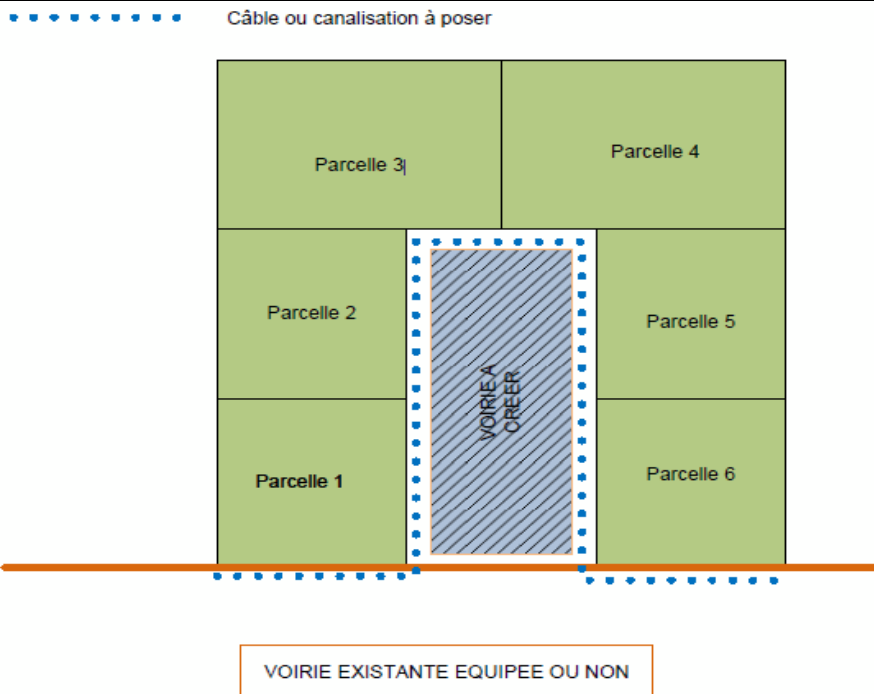 Câble ou canalisation à poser
Parcelle 3
Parcelle 4
Parcelle 2
Parcelle 5
VOIRIE A
CREER
Parcelle 1
Parcelle 6
VOIRIE EXISTANTE EQUIPEE OU NON